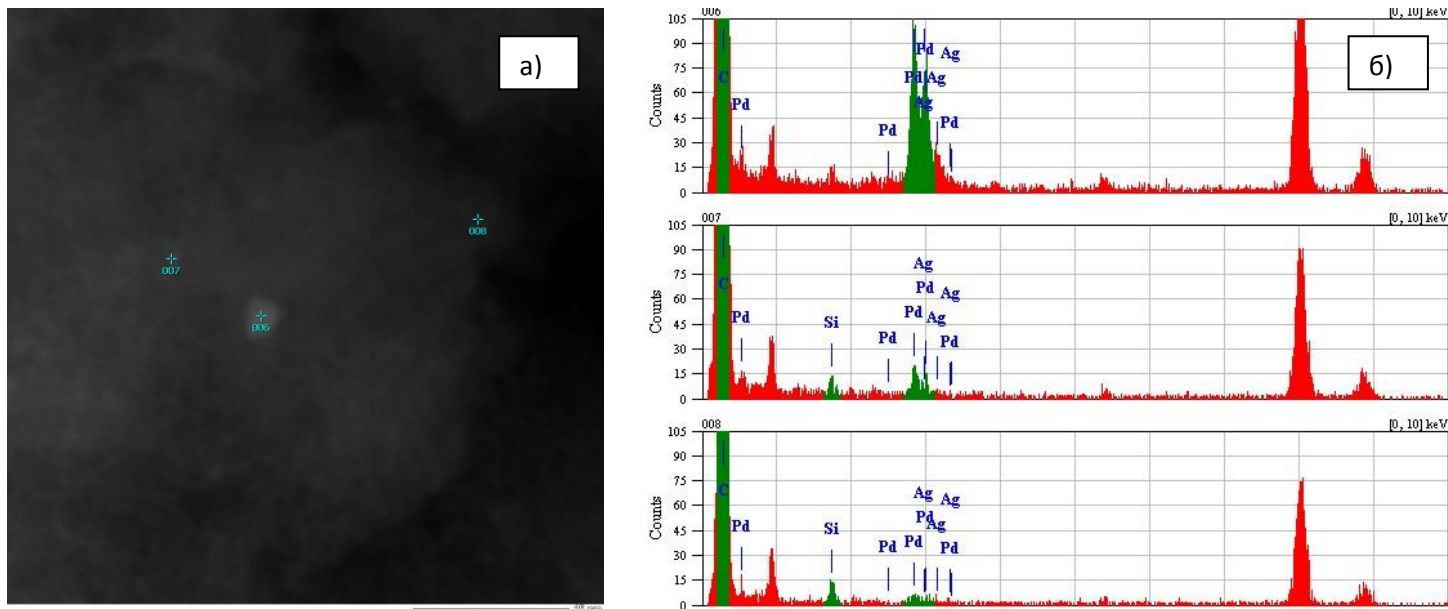 а)
008
007
006
б)
006
[0, 10] keV
105
90
75
60
45
30
15
0
Counts
C
Pd
Pd
Pd
Ag
Pd
Ag
Ag
Pd
007
[0, 10] keV
105
90
75
60
45
30
15
0
Counts
C
Pd
Si
Pd
Ag
Pd
Ag
Pd
Ag
Pd
008
[0, 10] keV
105
90
75
60
45
30
15
0
Counts
C
Pd
Si
Pd
Ag
Ag
Pd
Ag
Pd
Pd